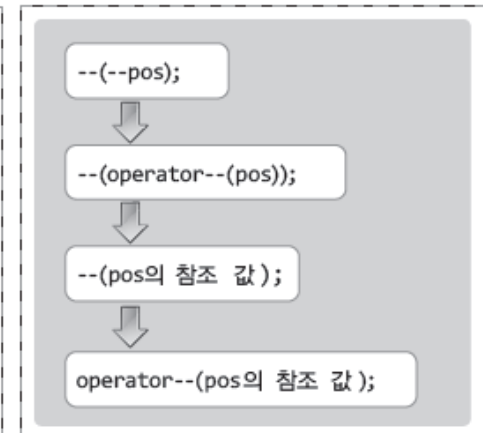 --(--pos);
--(operator--(pos));
--(pos의 참조 값);
operator--(pos의 참조 값);